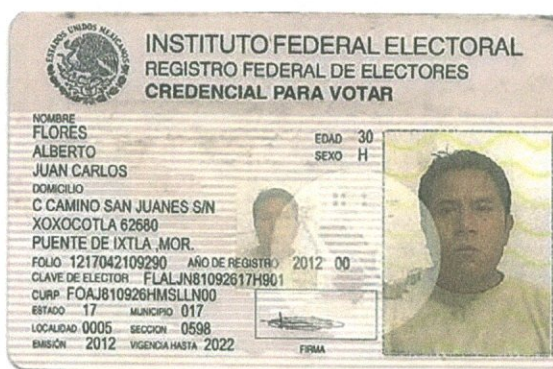 ESTADOS UNIDOS MEXICANOS
INSTITUTO FEDERAL ELECTORAL
REGISTRO FEDERAL DE ELECTORES
CREDENCIAL PARA VOTAR
NOMBRE
FLORES
ALBERTO
JUAN CARLOS
EDAD 30
SEXO H
DOMICILIO
C CAMINO SAN JUANES S/N
XOXOCOTLA 62680
PUENTE DE IXTLA ,MOR.
FOLIO 1217042109290 AÑO DE REGISTRO 2012 00
CLAVE DE ELECTOR FLALJN81092617H901
CURP FOAJ810926HMSLLN00
ESTADO 17 MUNICIPIO 017
LOCALIDAD 0005 SECCION 0598
EMISIÓN 2012 VIGENCIA HASTA 2022
FIRMA